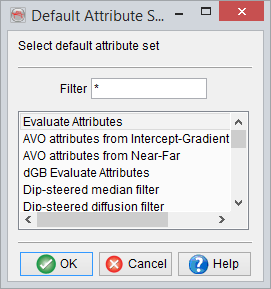 Default Attribute S...
Select default attribute set
Filter *
Evaluate Attributes
AVO attributes from Intercept-Gradient
AVO attributes from Near-Far
dGB Evaluate Attributes
Dip-steered median filter
Dip-steered diffusion filter
OK Cancel Help